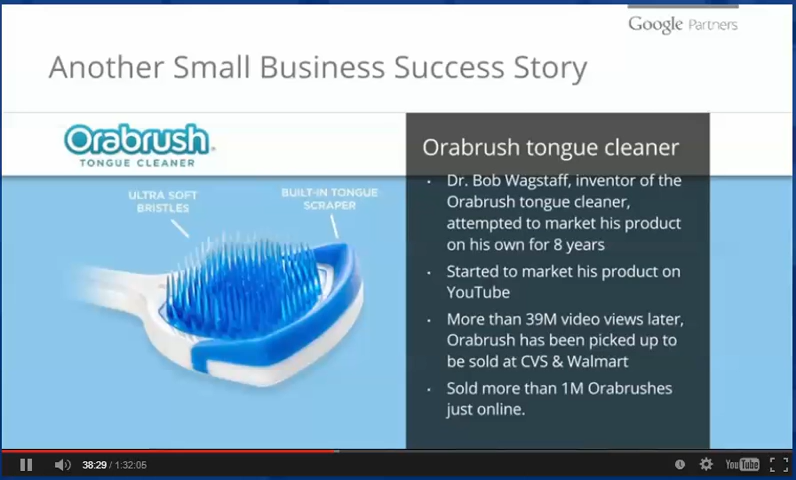 Google Partners
Another Small Business Success Story
Orabrush
TONGUE CLEANER
ULTRA SOFT
BRISTLES
BUILT-IN TONGUE
SCRAPER
Orabrush tongue cleaner
· Dr. Bob Wagstaff, inventor of the
Orabrush tongue cleaner,
attempted to market his product
on his own for 8 years
· Started to market his product on
YouTube
· More than 39M video views later,
Orabrush has been picked up to
be sold at CVS & Walmart
· Sold more than 1M Orabrushes
just online.
38:29 / 1:32:05
YouTube